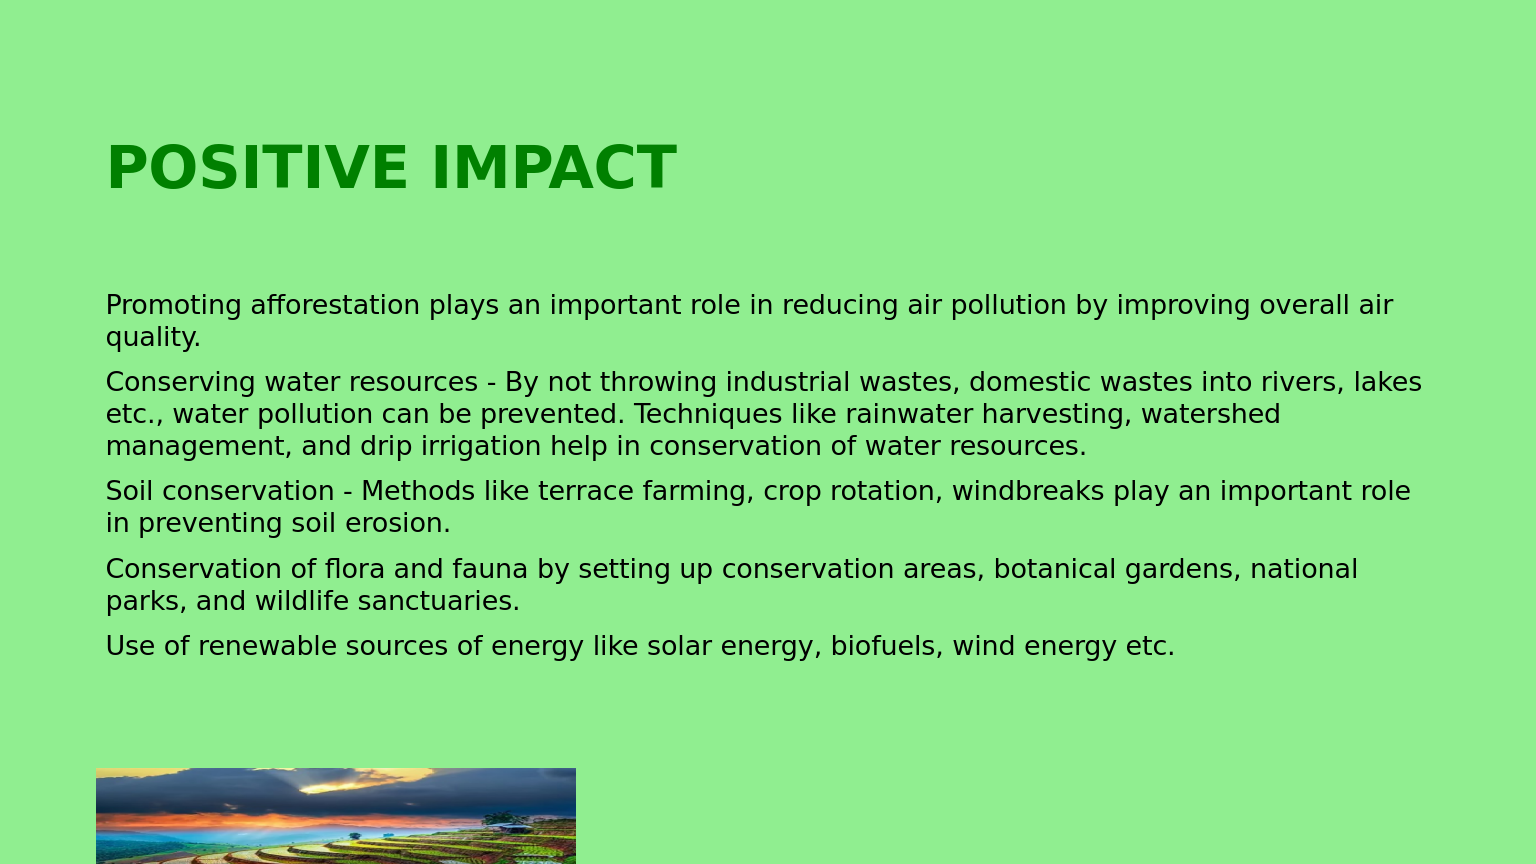 POSITIVE IMPACT
Promoting afforestation plays an important role in reducing air pollution by improving overall air
quality.
Conserving water resources - By not throwing industrial wastes, domestic wastes into rivers, lakes
etc., water pollution can be prevented. Techniques like rainwater harvesting, watershed
management, and drip irrigation help in conservation of water resources.
Soil conservation - Methods like terrace farming, crop rotation, windbreaks play an important role
in preventing soil erosion.
Conservation of flora and fauna by setting up conservation areas, botanical gardens, national
parks, and wildlife sanctuaries.
Use of renewable sources of energy like solar energy, biofuels, wind energy etc.